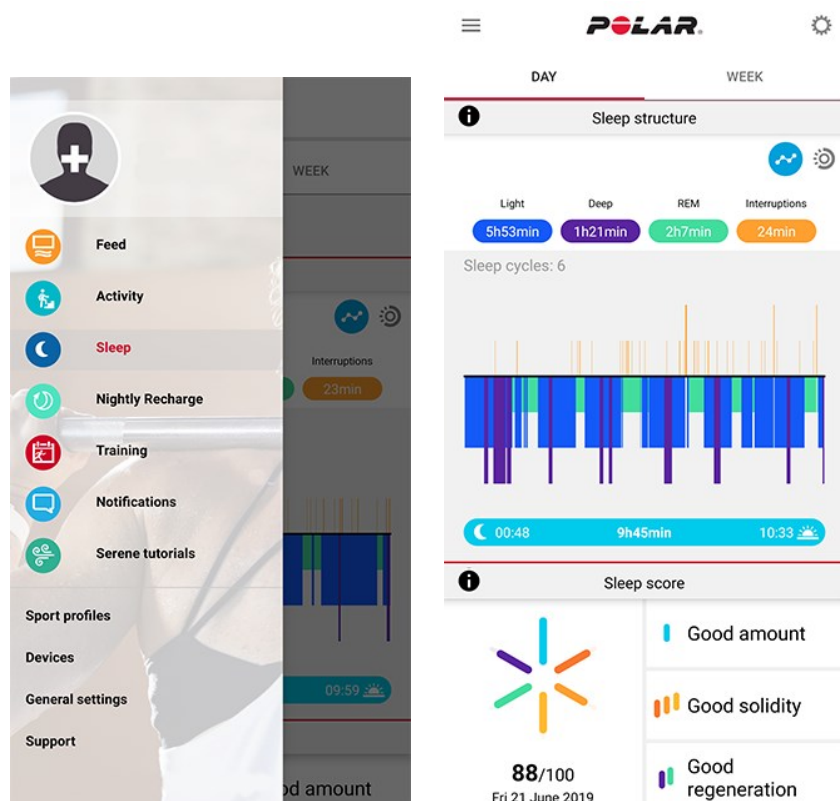 WEEK
Feed
Activity
Sleep
Nightly Recharge
Training
Notifications
Serene tutorials
Sport profiles
Devices
General settings
Support
Interruptions
23min
09:59
od amount
POLAR.
DAY WEEK
Sleep structure
Light Deep REM Interruptions
5h53min 1h21min 2h7min 24min
Sleep cycles: 6
00:48 9h45min 10:33
Sleep score
Good amount
Good solidity
Good
regeneration
88/100
Fri 21 June 2019